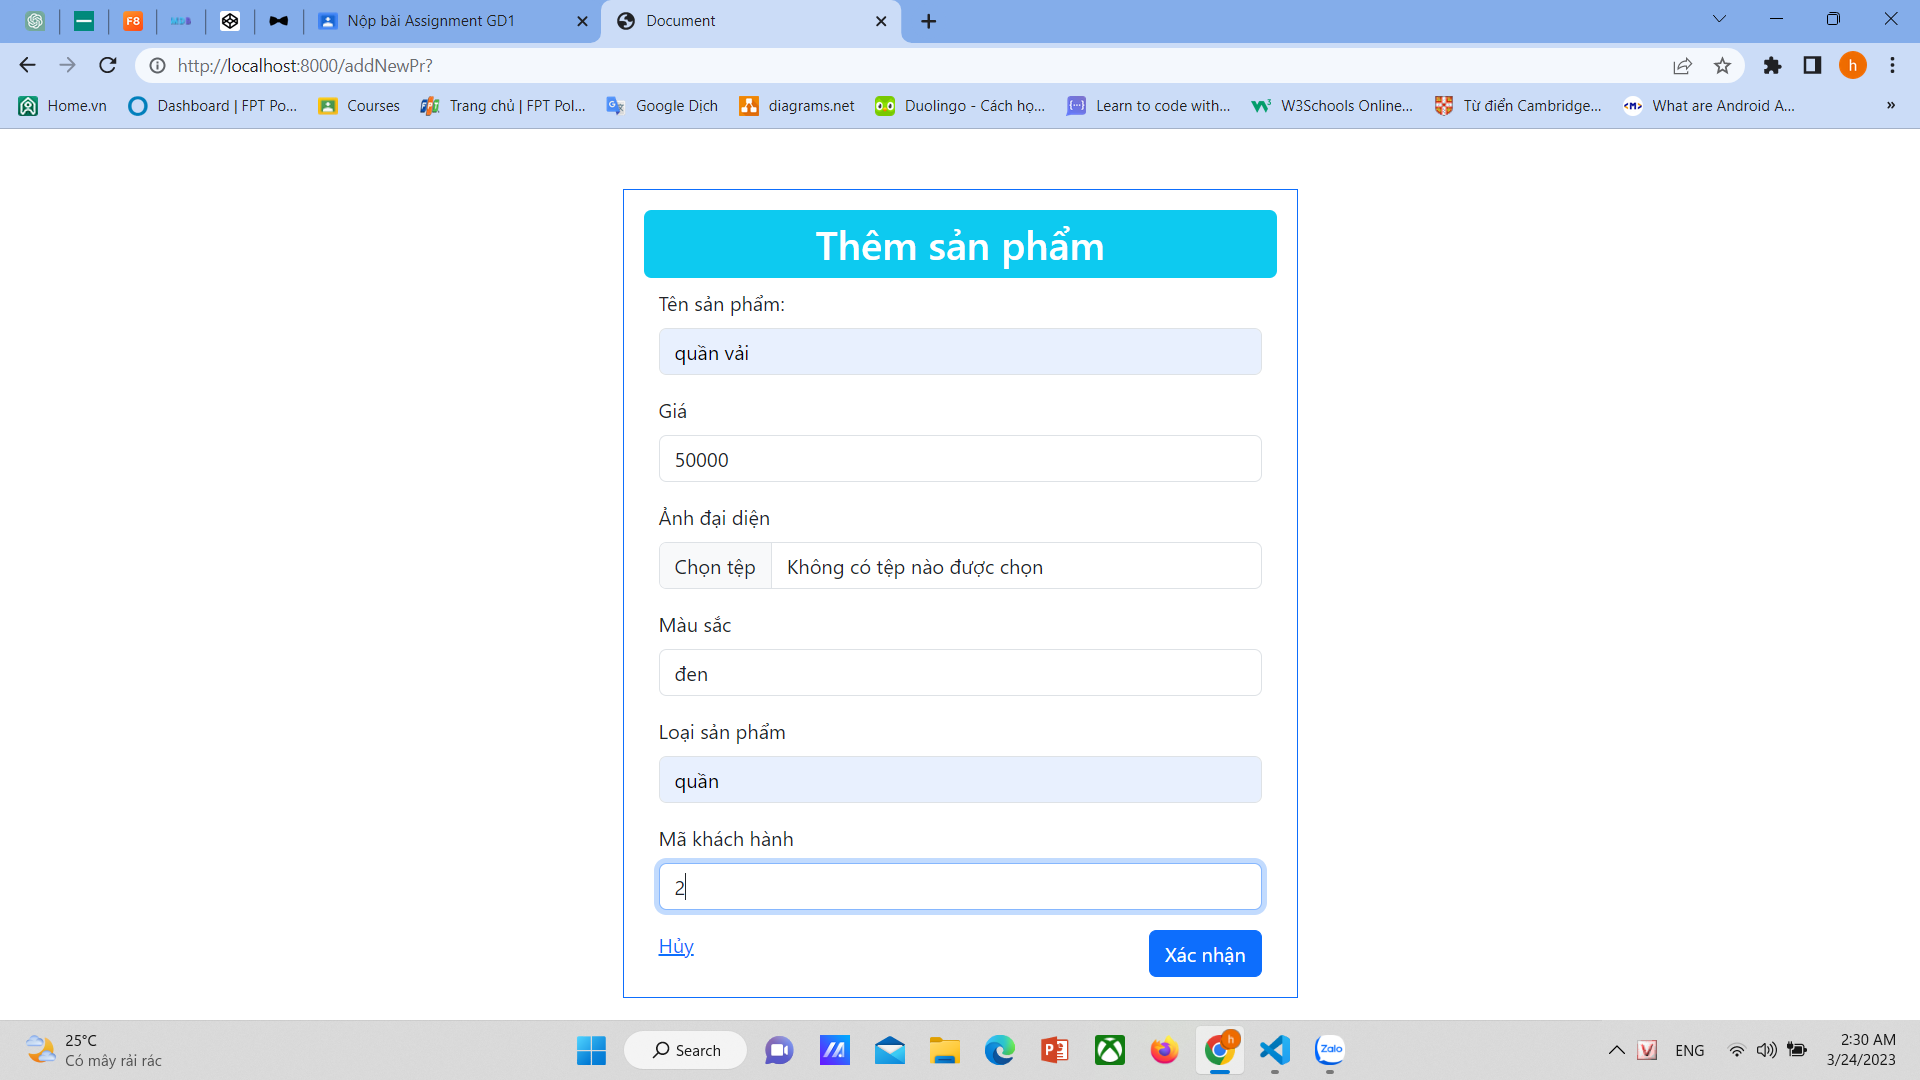 Nộp bài Assignment GD1
Document
http://localhost:8000/addNewPr?
h
Home.vn
Dashboard | FPT Po...
Courses
Trang chủ | FPT Pol...
Google Dịch
diagrams.net
Duolingo - Cách họ...
Learn to code with...
W3Schools Online...
Từ điển Cambridge...
What are Android A...
»
Thêm sản phẩm
Tên sản phẩm:
quần vải
Giá
50000
Ảnh đại diện
Chọn tệp Không có tệp nào được chọn
Màu sắc
đen
Loại sản phẩm
quần
Mã khách hành
2
Hủy
Xác nhận
25°C
Có mây rải rác
Search
Zalo
ENG
2:30 AM
3/24/2023